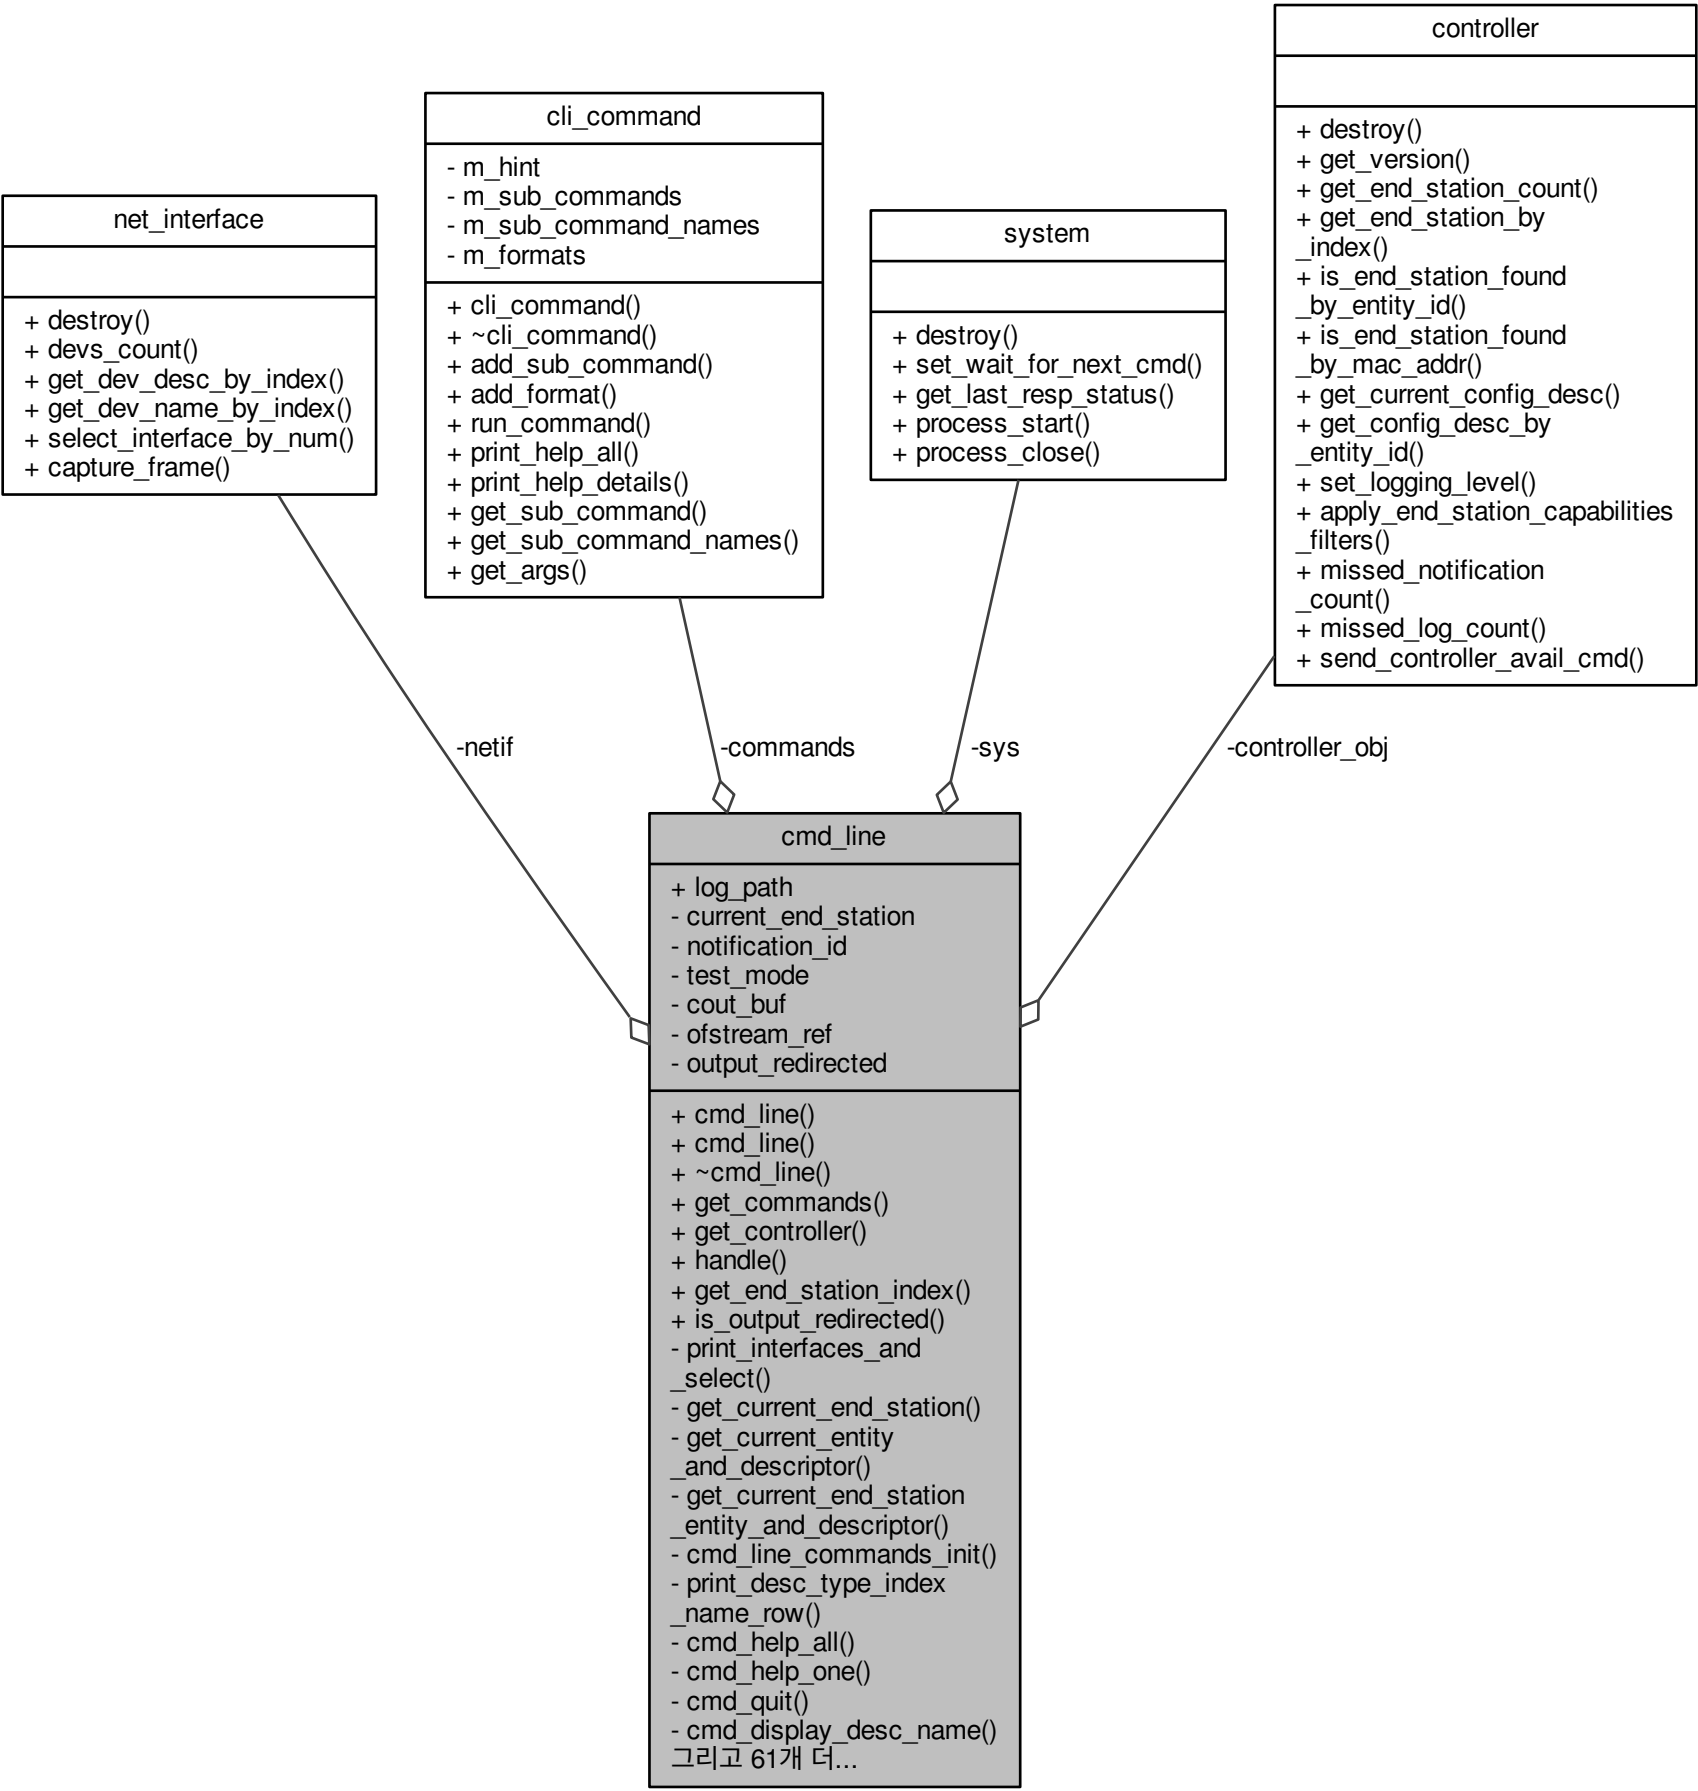 net_interface
+ destroy()
+ devs_count()
+ get_dev_desc_by_index()
+ get_dev_name_by_index()
+ select_interface_by_num()
+ capture_frame()
cli_command
- m_hint
- m_sub_commands
- m_sub_command_names
- m_formats
+ cli_command()
+ ~cli_command()
+ add_sub_command()
+ add_format()
+ run_command()
+ print_help_all()
+ print_help_details()
+ get_sub_command()
+ get_sub_command_names()
+ get_args()
system
+ destroy()
+ set_wait_for_next_cmd()
+ get_last_resp_status()
+ process_start()
+ process_close()
controller
+ destroy()
+ get_version()
+ get_end_station_count()
+ get_end_station_by
_index()
+ is_end_station_found
_by_entity_id()
+ is_end_station_found
_by_mac_addr()
+ get_current_config_desc()
+ get_config_desc_by
_entity_id()
+ set_logging_level()
+ apply_end_station_capabilities
_filters()
+ missed_notification
_count()
+ missed_log_count()
+ send_controller_avail_cmd()
-netif
-commands
-sys
-controller_obj
cmd_line
+ log_path
- current_end_station
- notification_id
- test_mode
- cout_buf
- ofstream_ref
- output_redirected
+ cmd_line()
+ cmd_line()
+ ~cmd_line()
+ get_commands()
+ get_controller()
+ handle()
+ get_end_station_index()
+ is_output_redirected()
- print_interfaces_and
_select()
- get_current_end_station()
- get_current_entity
_and_descriptor()
- get_current_end_station
_entity_and_descriptor()
- cmd_line_commands_init()
- print_desc_type_index
_name_row()
- cmd_help_all()
- cmd_help_one()
- cmd_quit()
- cmd_display_desc_name()
그리고 61개 더...